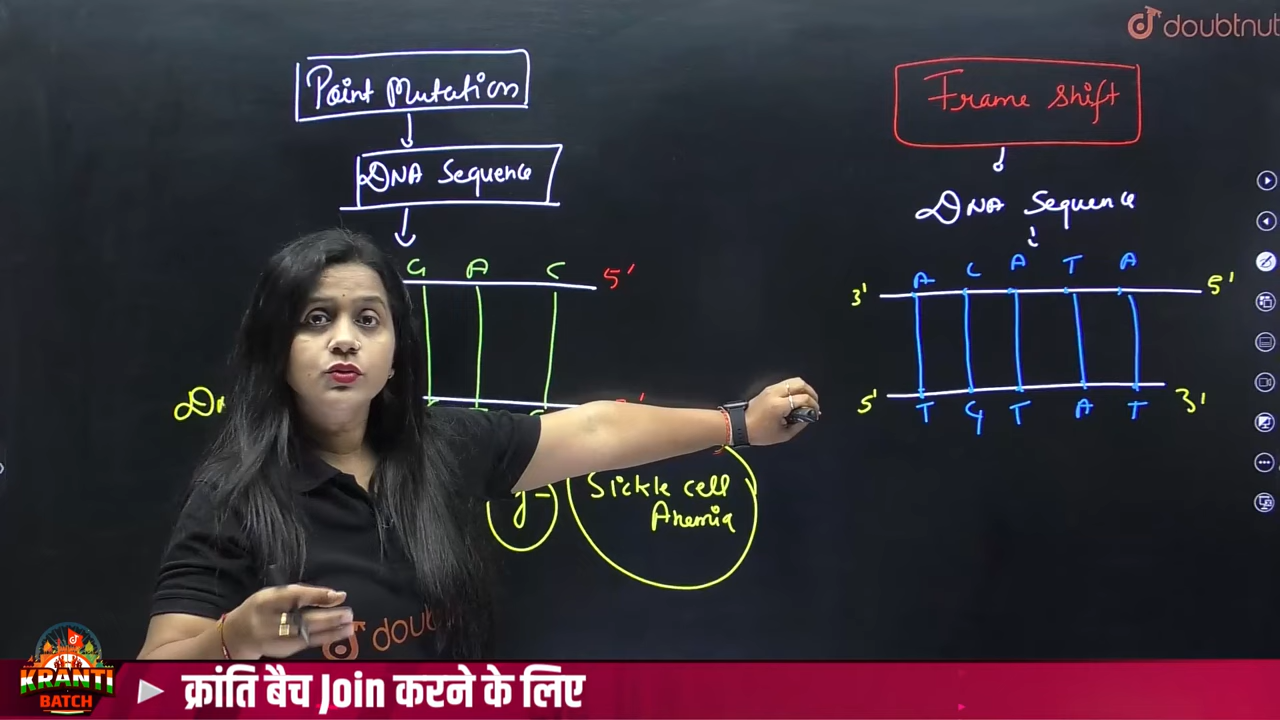 doubtnut
Point Mutation
DNA Sequence
G A C 5'
Sickle cell
Anemia
Frame Shift
DNA Sequence
A C A T A
3' 5'
5' 3'
T G T A T
KRANTI
BATCH
क्रांति बैच Join करने के लिए